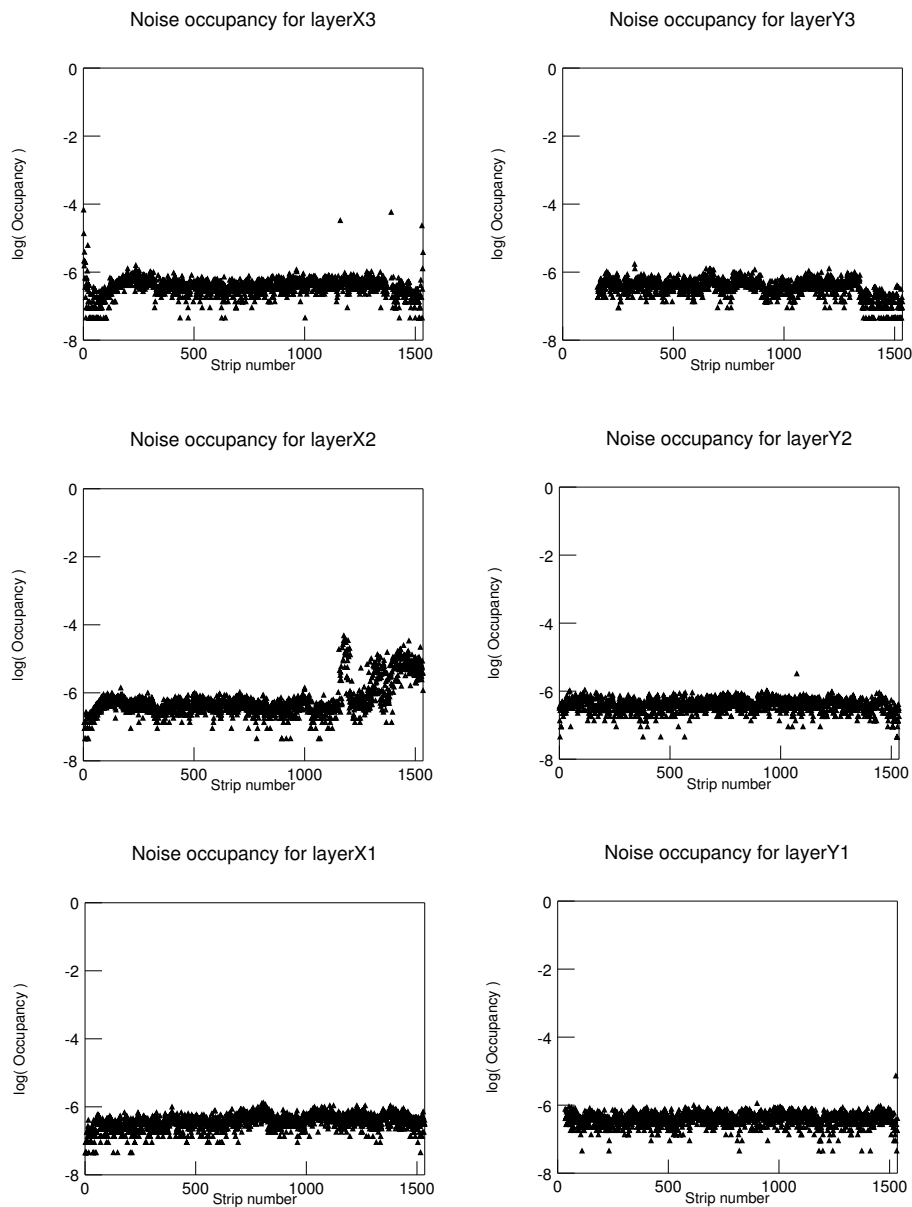 Noise occupancy for layerX3
0
-2
-4
-6
-8
log( Occupancy )
0 500 1000 1500
Strip number
Noise occupancy for layerY3
0
-2
-4
-6
-8
log( Occupancy )
0 500 1000 1500
Strip number
Noise occupancy for layerX2
0
-2
-4
-6
-8
log( Occupancy )
0 500 1000 1500
Strip number
Noise occupancy for layerY2
0
-2
-4
-6
-8
log( Occupancy )
0 500 1000 1500
Strip number
Noise occupancy for layerX1
0
-2
-4
-6
-8
log( Occupancy )
0 500 1000 1500
Strip number
Noise occupancy for layerY1
0
-2
-4
-6
-8
log( Occupancy )
0 500 1000 1500
Strip number